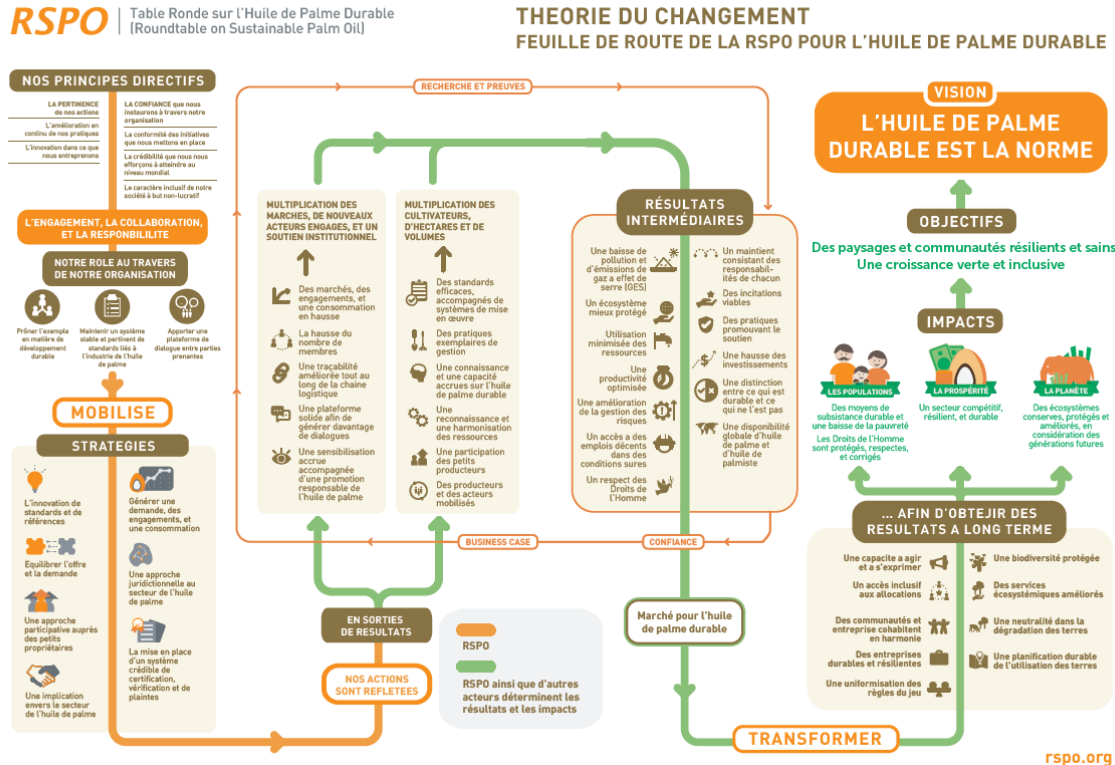 RSPO
Table Ronde sur l'Huile de Palme Durable
(Roundtable on Sustainable Palm Oil)
THEORIE DU CHANGEMENT
FEUILLE DE ROUTE DE LA RSPO POUR L'HUILE DE PALME DURABLE
NOS PRINCIPES DIRECTIFS
LA PERTINENCE
de nos actions
L'amélioration en
continu de nos pratiques
L'innovation dans ce que
nous entreprenons
LA CONFIANCE que nous
instaurons à travers notre
organisation
La conformité des initiatives
que nous mettons en place
La crédibilité que nous nous
efforçons à atteindre au
niveau mondial
Le caractère inclusif de notre
société à but non-lucratif
L'ENGAGEMENT, LA COLLABORATION,
ET LA RESPONBILILITE
NOTRE ROLE AU TRAVERS
DE NOTRE ORGANISATION
Prôner l'exemple
en matière de
développement
durable
Maintenir un système
stable et pertinent de
standards liés à
l'industrie de l'huile
de palme
Apporter une
plateforme de
dialogue entre parties
prenantes
MOBILISE
STRATEGIES
L'innovation de
standards et de
références
Equilibrer l'offre
et la demande
Une approche
participative auprès
des petits
propriétaires
Une implication
envers le secteur
de l'huile de palme
Générer une
demande, des
engagements, et
une consommation
Une approche
juridictionnelle au
secteur de l'huile
de palme
La mise en place
d'un système
crédible de
certification,
vérification et de
plaintes
RECHERCHE ET PREUVES
MULTIPLICATION DES
MARCHES, DE NOUVEAUX
ACTEURS ENGAGES, ET UN
SOUTIEN INSTITUTIONNEL
Des marchés, des
engagements, et
une consommation
en hausse
La hausse du
nombre de
membres
Une traçabilité
améliorée tout au
long de la chaine
logistique
Une plateforme
solide afin de
générer davantage
de dialogues
Une sensibilisation
accrue
accompagnée
d'une promotion
responsable de
l'huile de palme
MULTIPLICATION DES
CULTIVATEURS,
D'HECTARES ET DE
VOLUMES
Des standards
efficaces,
accompagnés de
systèmes de mise
en œuvre
Des pratiques
exemplaires de
gestion
Une connaissance
et une capacité
accrues sur l'huile
de palme durable
Une
reconnaissance et
une harmonisation
des ressources
Une participation
des petits
producteurs
Des producteurs
et des acteurs
mobilisés
RÉSULTATS
INTERMÉDIAIRES
Une baisse de
pollution et
d'émissions de
gaz a effet de
serre (GES)
Un écosystème
mieux protégé
Utilisation
minimisée des
ressources
Une
productivité
optimisée
Une amélioration
de la gestion des
risques
Un accès a des
emplois décents
dans des
conditions sures
Un respect des
Droits de
l'Homme
Un maintient
consistant des
responsabil-
ités de chacun
Des incitations
viables
Des pratiques
promouvant le
soutien
Une hausse des
investissements
Une distinction
entre ce qui est
durable et ce
qui ne l'est pas
Une disponibilité
globale d'huile
de palme et
d'huile de
palmiste
BUSINESS CASE
CONFIANCE
EN SORTIES
DE RESULTATS
NOS ACTIONS
SONT REFLETEES
RSPO
RSPO ainsi que d'autres
acteurs déterminent les
résultats et les impacts
Marché pour l'huile
de palme durable
TRANSFORMER
VISION
L'HUILE DE PALME
DURABLE EST LA NORME
OBJECTIFS
Des paysages et communautés résilients et sains
Une croissance verte et inclusive
IMPACTS
LES POPULATIONS
Des moyens de
subsistance durable et
une baisse de la pauvreté
Les Droits de l'Homme
sont protégés, respectes,
et corrigés
LA PROSPÉRITÉ
Un secteur compétitif,
résilient, et durable
LA PLANÈTE
Des écosystèmes
conserves, protégés et
améliorés, en
considération des
générations futures
... AFIN D'OBTEJIR DES
RESULTATS A LONG TERME
Une capacite a agir
et a s'exprimer
Un accès inclusif
aux allocations
Des communautés et
entreprise cohabitent
en harmonie
Des entreprises
durables et résilientes
Une uniformisation des
règles du jeu
Une biodiversité protégée
Des services
écosystémiques améliorés
Une neutralité dans la
dégradation des terres
Une planification durable
de l'utilisation des terres
rspo.org